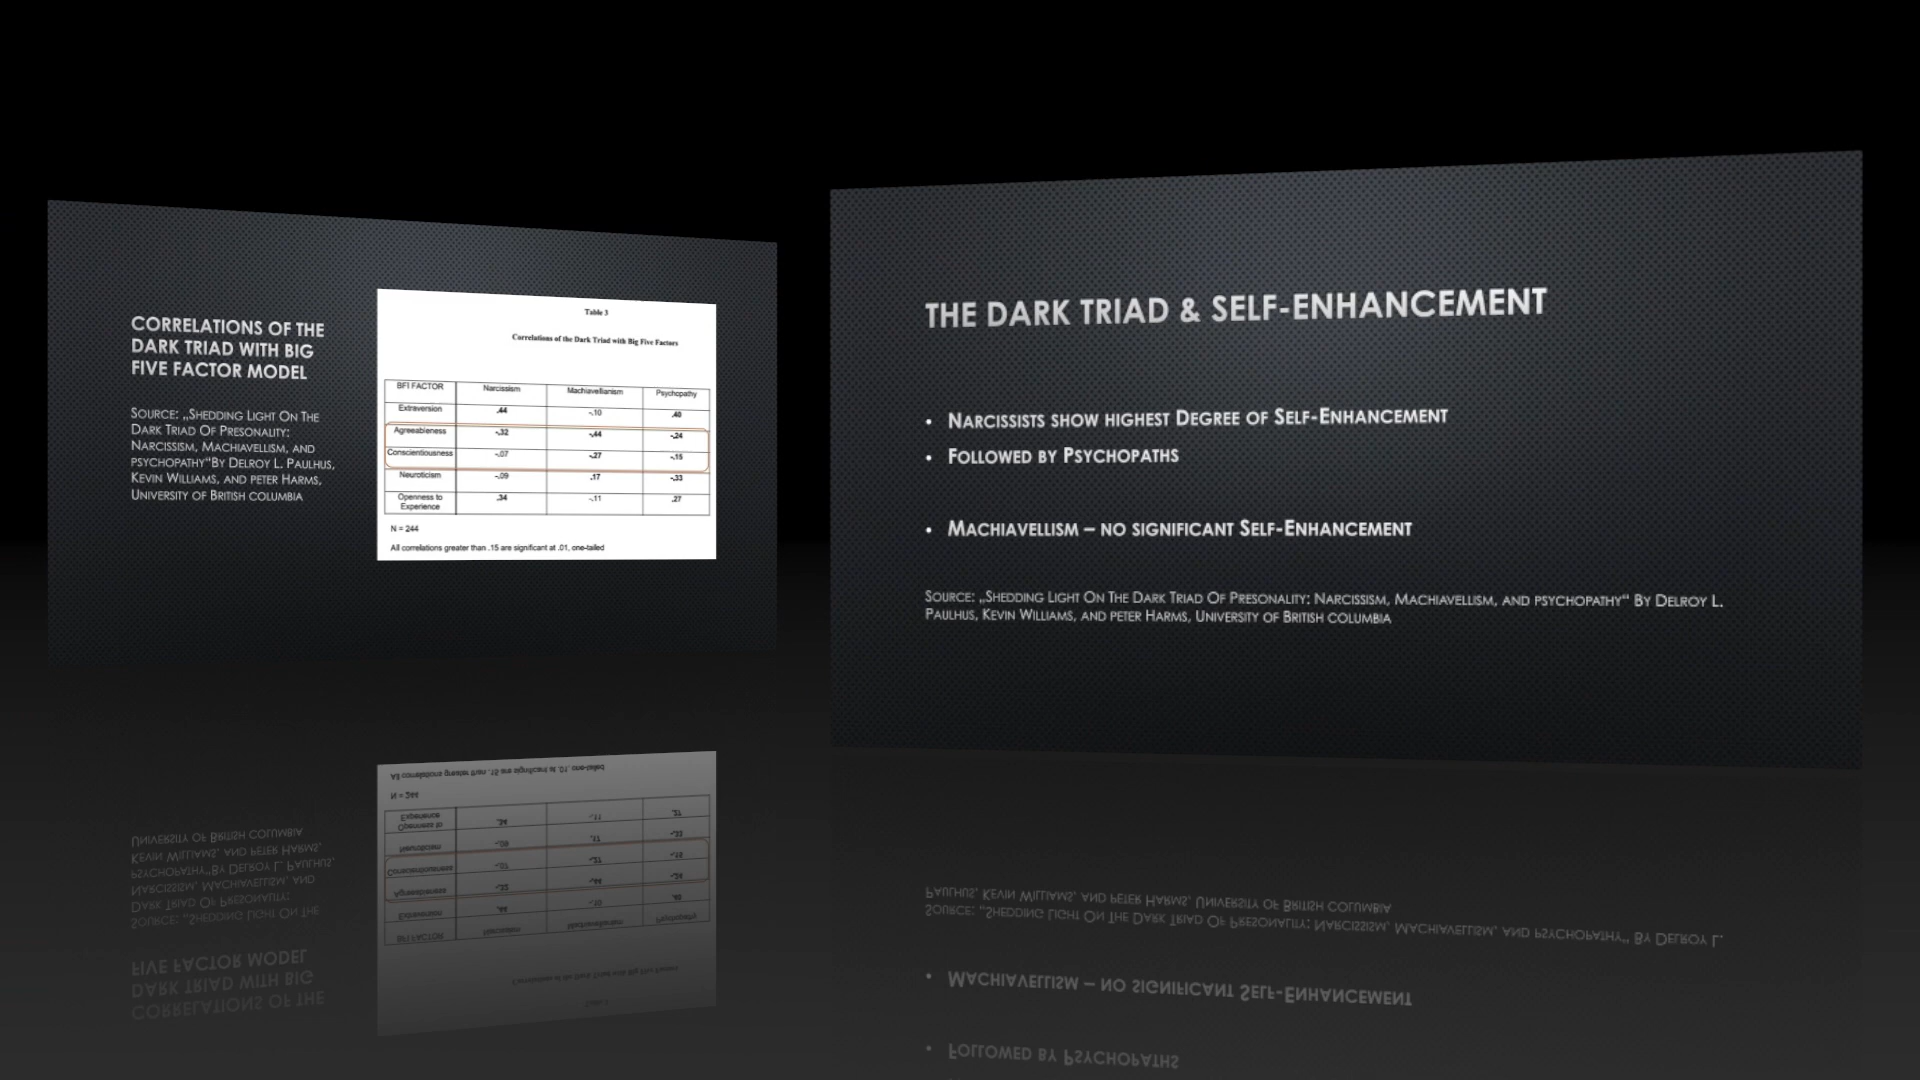 CORRELATIONS OF THE
DARK TRIAD WITH BIG
FIVE FACTOR MODEL
SOURCE: „SHEDDING LIGHT ON THE
DARK TRIAD OF PRESONALITY:
NARCISSISM, MACHIAVELLISM, AND
PSYCHOPATHY“BY DELROY L. PAULHUS,
KEVIN WILLIAMS, AND PETER HARMS,
UNIVERSITY OF BRITISH COLUMBIA
Table 3
Correlations of the Dark Triad with Big Five Factors
BFI FACTOR Narcissism Machiavellianism Psychopathy
Extraversion .44 -.10 .40
Agreeableness -.32 -.44 -.24
Conscientiousness -.07 -.27 -.15
Neuroticism -.09 .17 -.33
Openness to
Experience .34 -.11 .27
N = 244
All correlations greater than .15 are significant at .01, one-tailed
THE DARK TRIAD & SELF-ENHANCEMENT
• NARCISSISTS SHOW HIGHEST DEGREE OF SELF-ENHANCEMENT
• FOLLOWED BY PSYCHOPATHS
• MACHIAVELLISM – NO SIGNIFICANT SELF-ENHANCEMENT
SOURCE: „SHEDDING LIGHT ON THE DARK TRIAD OF PRESONALITY: NARCISSISM, MACHIAVELLISM, AND PSYCHOPATHY“ BY DELROY L.
PAULHUS, KEVIN WILLIAMS, AND PETER HARMS, UNIVERSITY OF BRITISH COLUMBIA